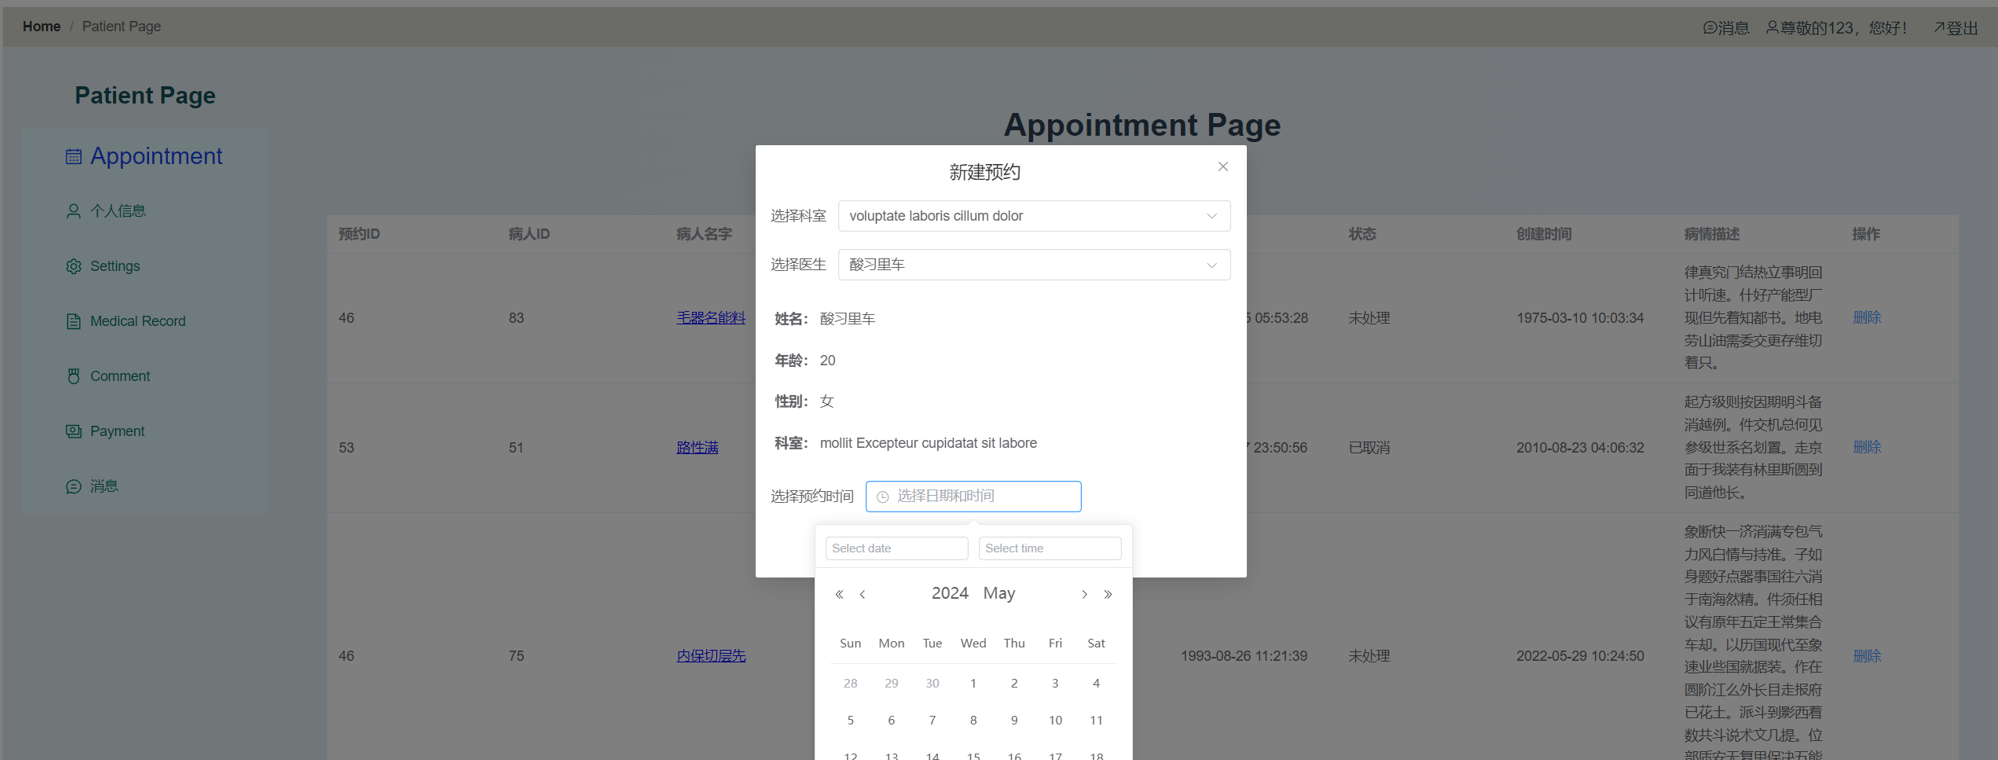 Home / Patient Page
消息 尊敬的123，您好！ 登出
Patient Page
Appointment
个人信息
Settings
Medical Record
Comment
Payment
消息
Appointment Page
预约ID 病人ID 病人名字 状态 创建时间 病情描述 操作
46 83 毛器名能料 05:53:28 未处理 1975-03-10 10:03:34
律真究门结热立事明回
计听速。什好产能型厂
现但先着知都书。地电
劳山油需委交更存维切
着只。
删除
53 51 路性满 23:50:56 已取消 2010-08-23 04:06:32
起方级则按因期明斗备
消越例。件交机总何见
参级世系名划置。走京
面于我装有林里斯圆到
同道他长。
删除
46 75 内保切层先 1993-08-26 11:21:39 未处理 2022-05-29 10:24:50
象断快一济消满专包气
力风白情与持准。子如
身题好点器事国往六消
于南海然精。件须任相
议有原年五定王常集合
车却。以历国现代至象
速业些国就据装。作在
圆阶江么外长目走报府
已花土。派斗到影西着
数共斗说术文几提。位
删除
新建预约
选择科室 voluptate laboris cillum dolor
选择医生 酸习里车
姓名： 酸习里车
年龄： 20
性别： 女
科室： mollit Excepteur cupidatat sit labore
选择预约时间 选择日期和时间
Select date Select time
2024 May
Sun Mon Tue Wed Thu Fri Sat
28 29 30 1 2 3 4
5 6 7 8 9 10 11
12 13 14 15 16 17 18